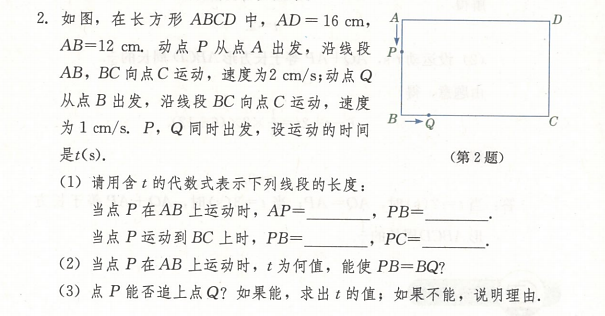 2. 如图，在长方形 ABCD 中，AD=16 cm，
AB=12 cm. 动点 P 从点 A 出发，沿线段
AB，BC 向点 C 运动，速度为2 cm/s；动点 Q
从点 B 出发，沿线段 BC 向点 C 运动，速度
为 1 cm/s. P，Q 同时出发，设运动的时间
是t(s).
A
D
P
B
Q
C
(第 2 题)
(1) 请用含 t 的代数式表示下列线段的长度：
当点 P 在 AB 上运动时，AP=________，PB=________.
当点 P 运动到 BC 上时，PB=________，PC=________.
(2) 当点 P 在 AB 上运动时，t 为何值，能使 PB=BQ?
(3) 点 P 能否追上点 Q? 如果能，求出 t 的值；如果不能，说明理由.